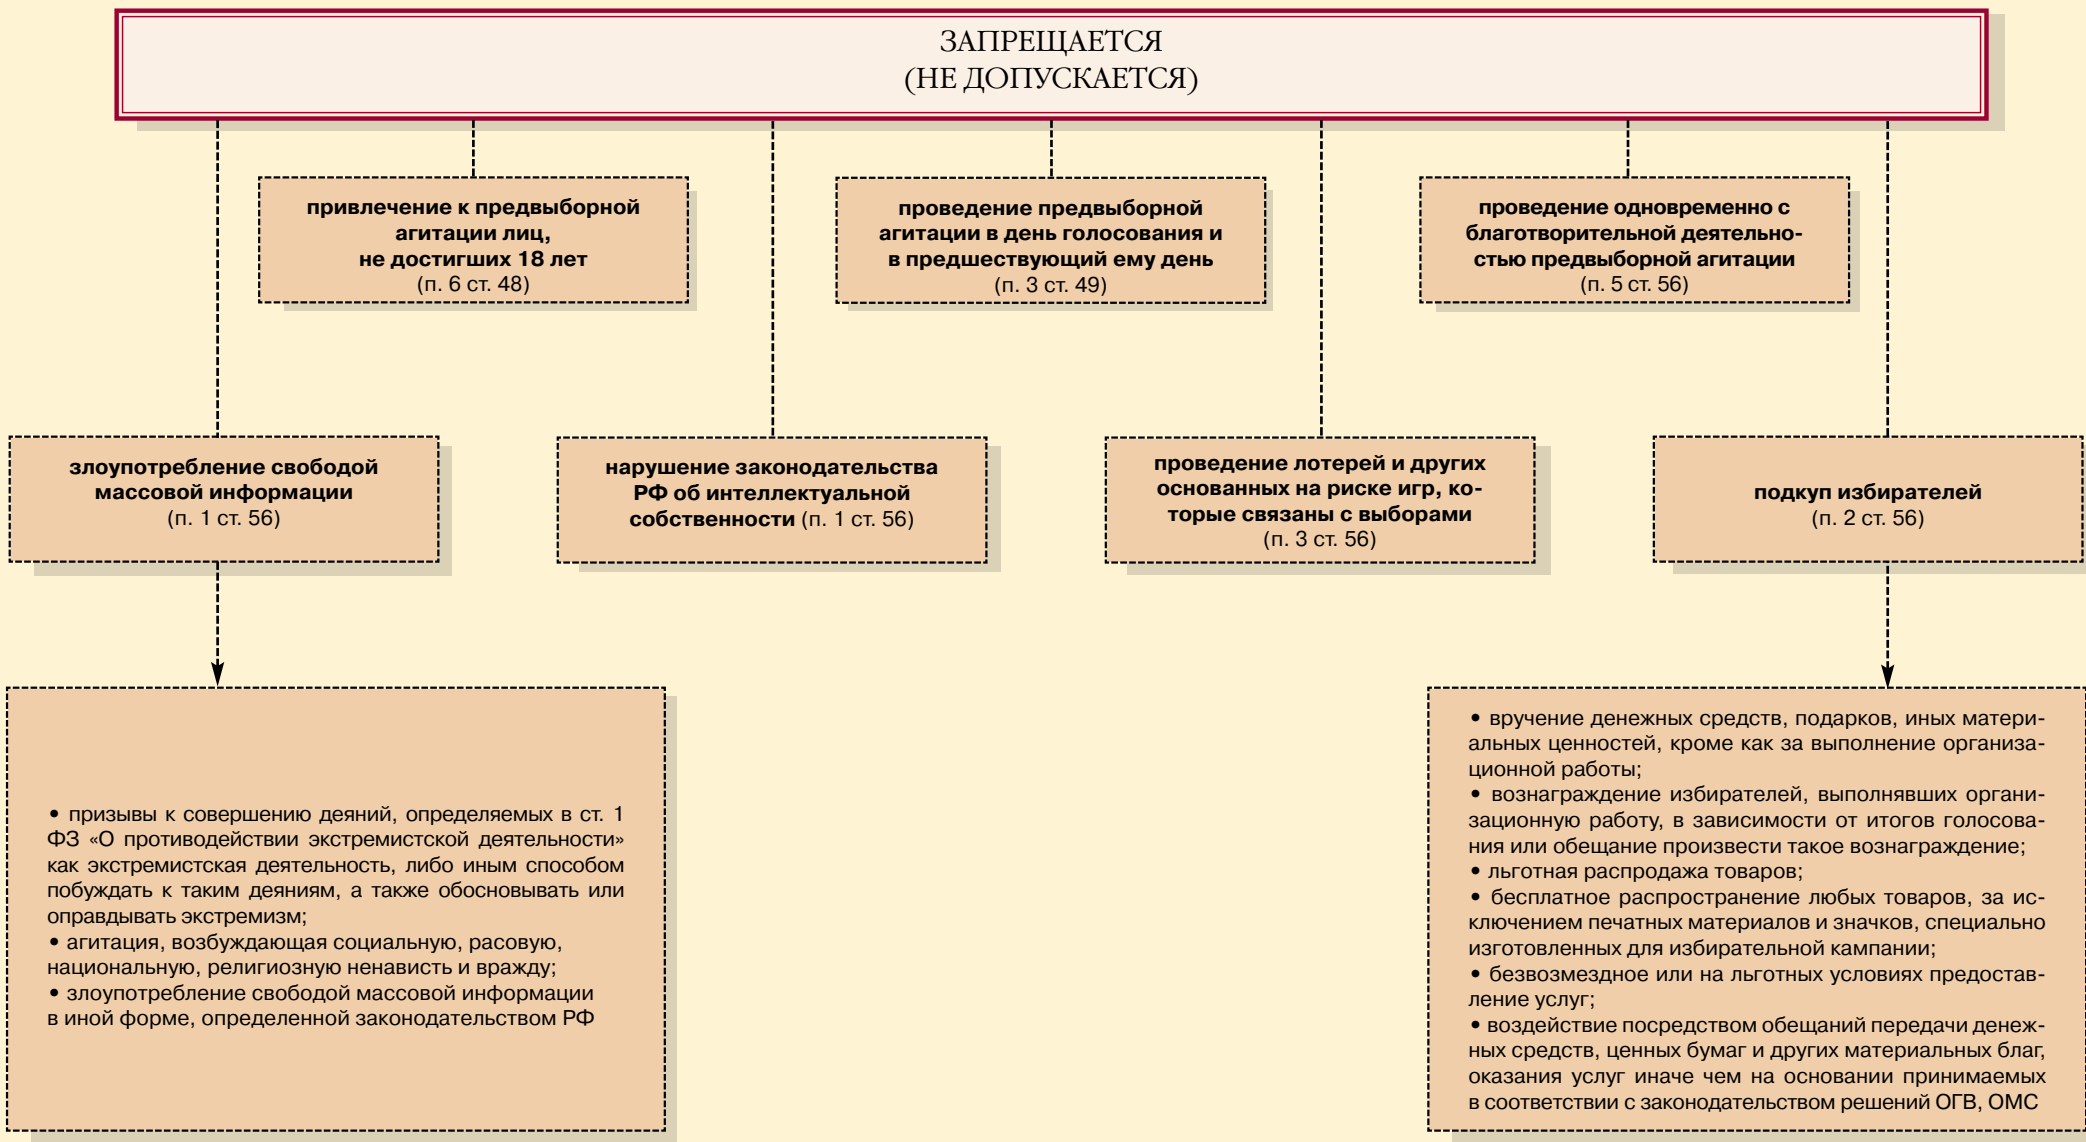 ЗАПРЕЩАЕТСЯ
(НЕ ДОПУСКАЕТСЯ)
привлечение к предвыборной
агитации лиц,
не достигших 18 лет
(п. 6 ст. 48)
проведение предвыборной
агитации в день голосования и
в предшествующий ему день
(п. 3 ст. 49)
проведение одновременно с
благотворительной деятельно-
стью предвыборной агитации
(п. 5 ст. 56)
злоупотребление свободой
массовой информации
(п. 1 ст. 56)
нарушение законодательства
РФ об интеллектуальной
собственности (п. 1 ст. 56)
проведение лотерей и других
основанных на риске игр, ко-
торые связаны с выборами
(п. 3 ст. 56)
подкуп избирателей
(п. 2 ст. 56)
• призывы к совершению деяний, определяемых в ст. 1
ФЗ «О противодействии экстремистской деятельности»
как экстремистская деятельность, либо иным способом
побуждать к таким деяниям, а также обосновывать или
оправдывать экстремизм;
• агитация, возбуждающая социальную, расовую,
национальную, религиозную ненависть и вражду;
• злоупотребление свободой массовой информации
в иной форме, определенной законодательством РФ
• вручение денежных средств, подарков, иных матери-
альных ценностей, кроме как за выполнение организа-
ционной работы;
• вознаграждение избирателей, выполнявших органи-
зационную работу, в зависимости от итогов голосова-
ния или обещание произвести такое вознаграждение;
• льготная распродажа товаров;
• бесплатное распространение любых товаров, за ис-
ключением печатных материалов и значков, специально
изготовленных для избирательной кампании;
• безвозмездное или на льготных условиях предостав-
ление услуг;
• воздействие посредством обещаний передачи денеж-
ных средств, ценных бумаг и других материальных благ,
оказания услуг иначе чем на основании принимаемых
в соответствии с законодательством решений ОГВ, ОМС